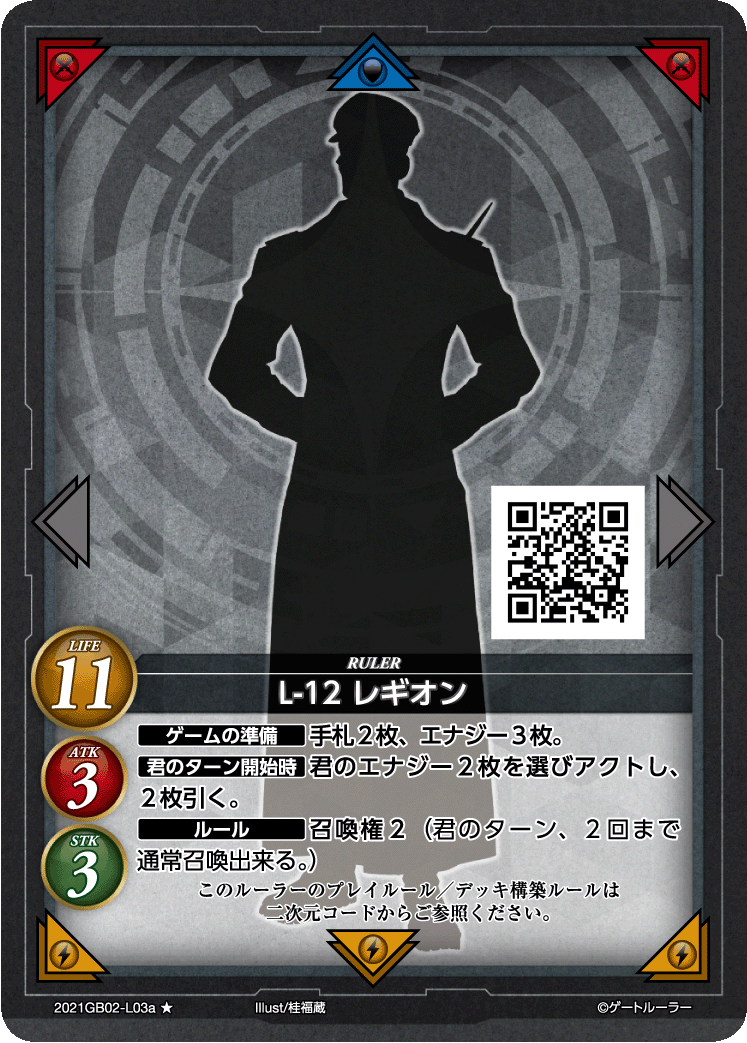 LIFE
11
RULER
L-12 レギオン
ATK
3
STK
3
ゲームの準備 手札２枚、エナジー３枚。
君のターン開始時 君のエナジー２枚を選びアクトし、
２枚引く。
ルール 召喚権２（君のターン、２回まで
通常召喚出来る。）
このルーラーのプレイルール／デッキ構築ルールは
二次元コードからご参照ください。
2021GB02-L03a ★ Illust/桂福蔵 ©ゲートルーラー